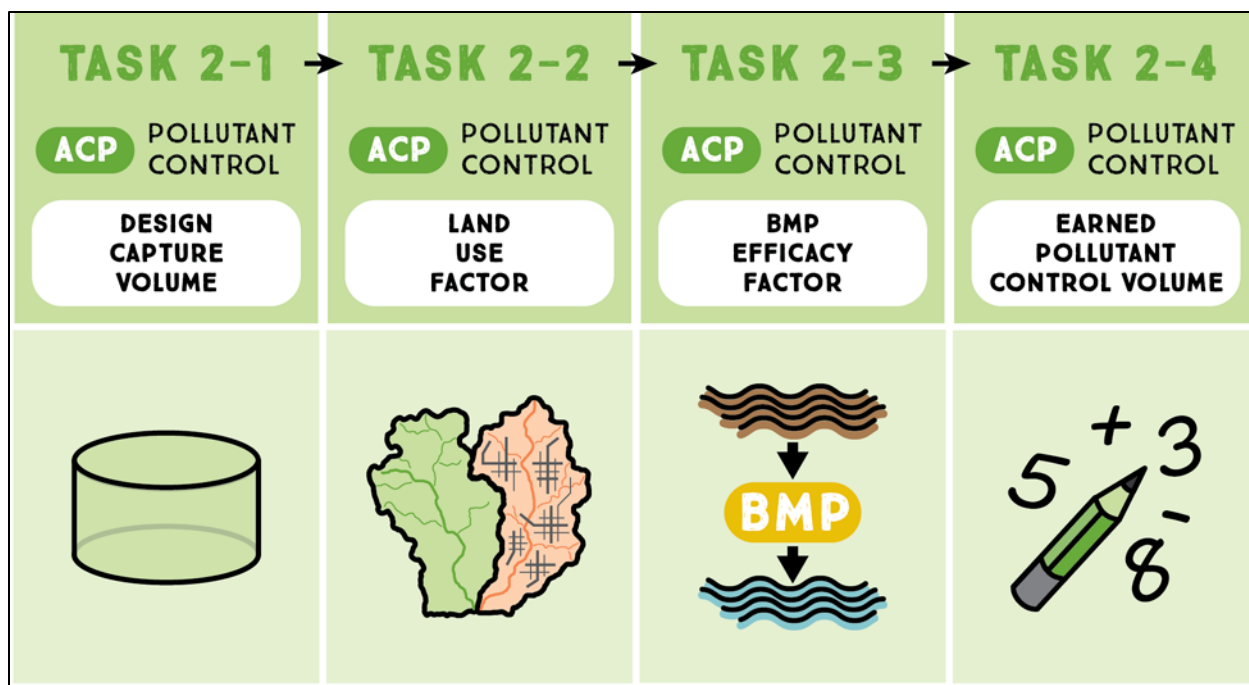 TASK 2-1
ACP
POLLUTANT
CONTROL
DESIGN
CAPTURE
VOLUME
TASK 2-2
ACP
POLLUTANT
CONTROL
LAND
USE
FACTOR
TASK 2-3
ACP
POLLUTANT
CONTROL
BMP
EFFICACY
FACTOR
BMP
TASK 2-4
ACP
POLLUTANT
CONTROL
EARNED
POLLUTANT
CONTROL VOLUME
5 + 3
- 8